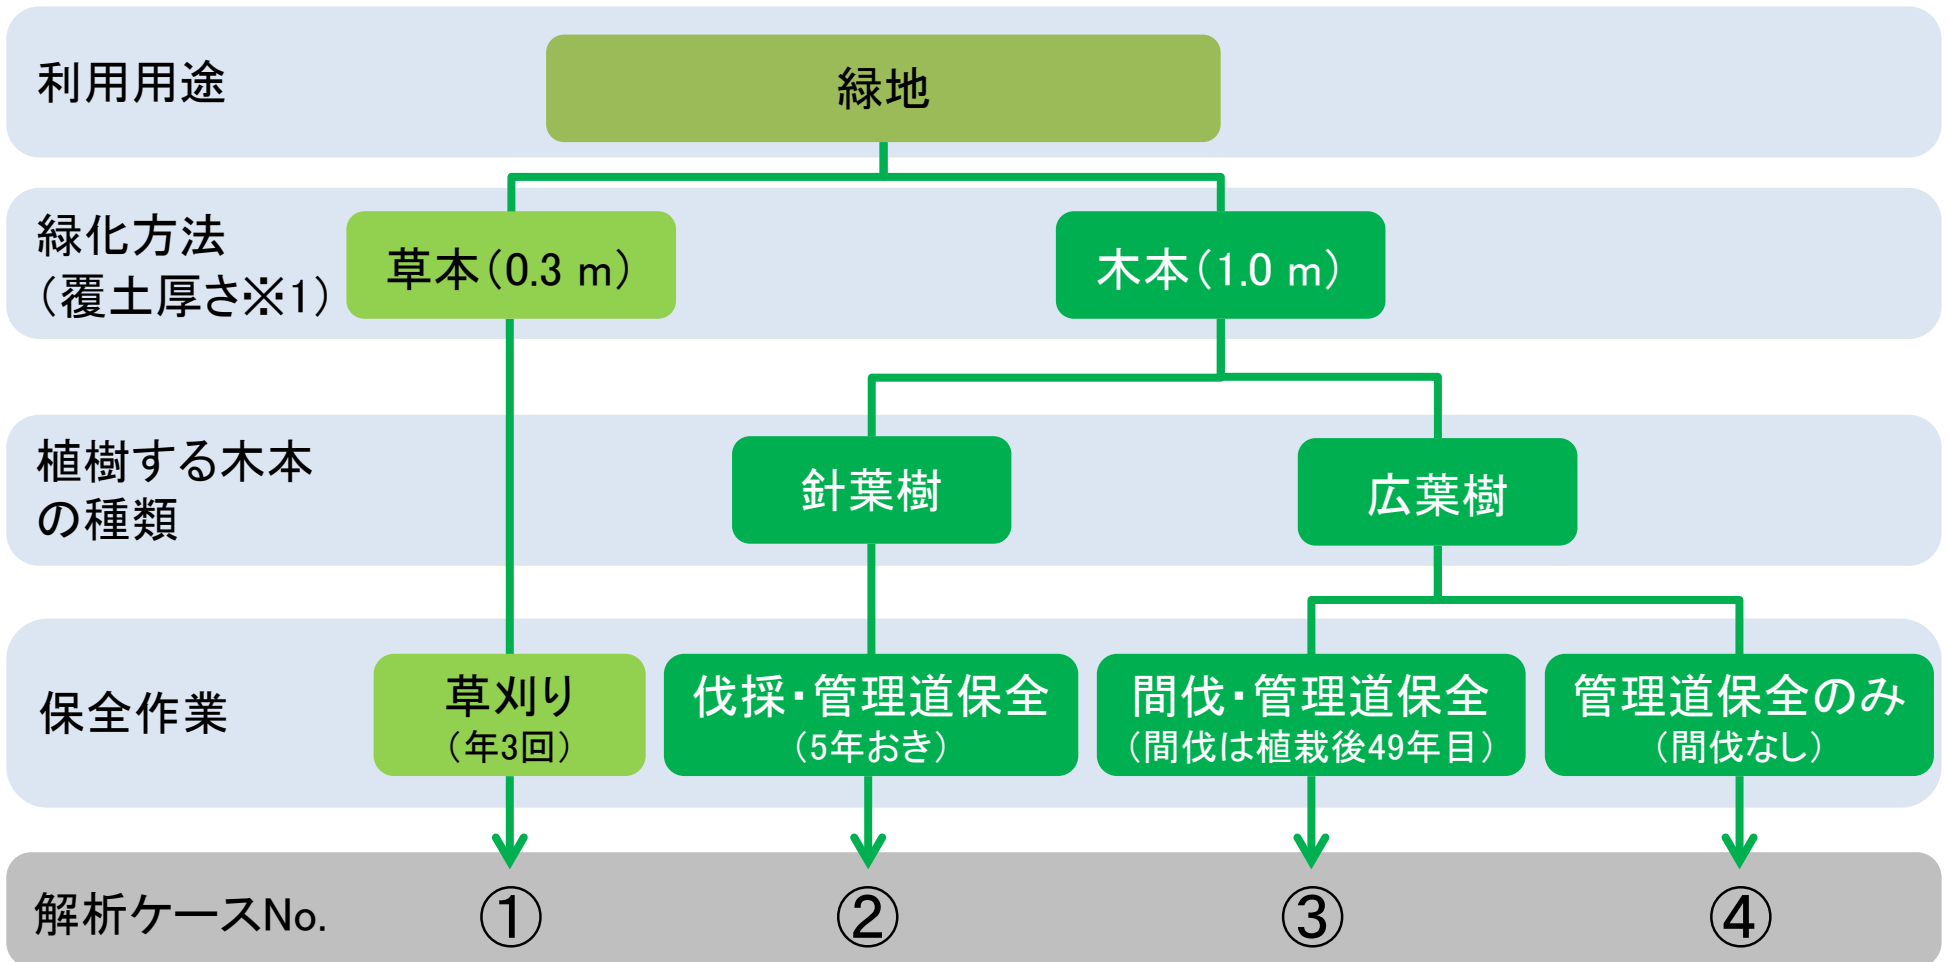 利用用途
緑地
緑化方法
(覆土厚さ※1)
草本(0.3 m)
木本(1.0 m)
植樹する木本
の種類
針葉樹
広葉樹
保全作業
草刈り
(年3回)
伐採・管理道保全
(5年おき)
間伐・管理道保全
(間伐は植栽後49年目)
管理道保全のみ
(間伐なし)
解析ケースNo.
①
②
③
④